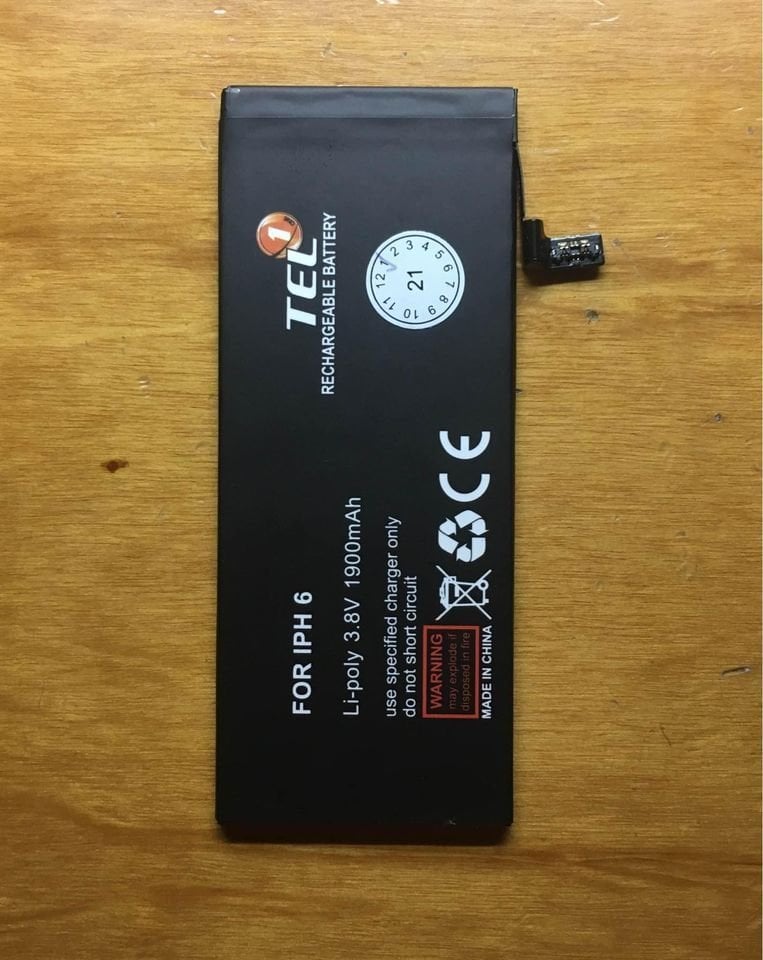 1
ONE
TEL
RECHARGEABLE BATTERY
1 2 3 4 5 6 7 8 9 10 11 12
21
FOR IPH 6
Li-poly 3.8V 1900mAh
use specified charger only
do not short circuit
WARNING
may explode if
disposed in fire
MADE IN CHINA
CE